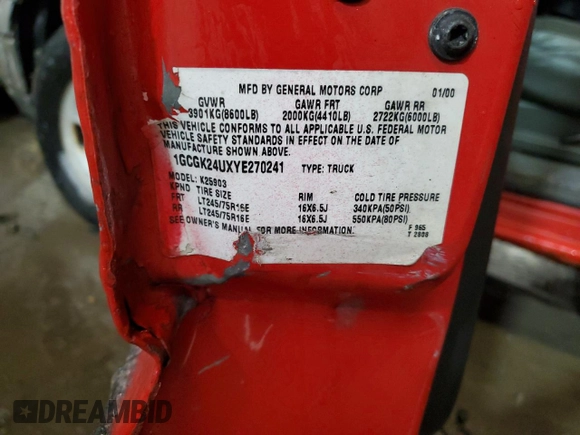 MFD BY GENERAL MOTORS CORP 01/00
GVWR GAWR FRT GAWR RR
3901KG(8600LB) 2000KG(4410LB) 2722KG(6000LB)
THIS VEHICLE CONFORMS TO ALL APPLICABLE U.S. FEDERAL MOTOR
VEHICLE SAFETY STANDARDS IN EFFECT ON THE DATE OF
MANUFACTURE SHOWN ABOVE.
1GCGK24UXYE270241 TYPE: TRUCK
MODEL: K25903
KPNO TIRE SIZE RIM COLD TIRE PRESSURE
FRT LT245/75R16E 16X6.5J 340KPA(50PSI)
RR LT245/75R16E 16X6.5J 550KPA(80PSI)
SEE OWNER'S MANUAL FOR MORE INFORMATION.
F 965
T 2806
DREAMBID